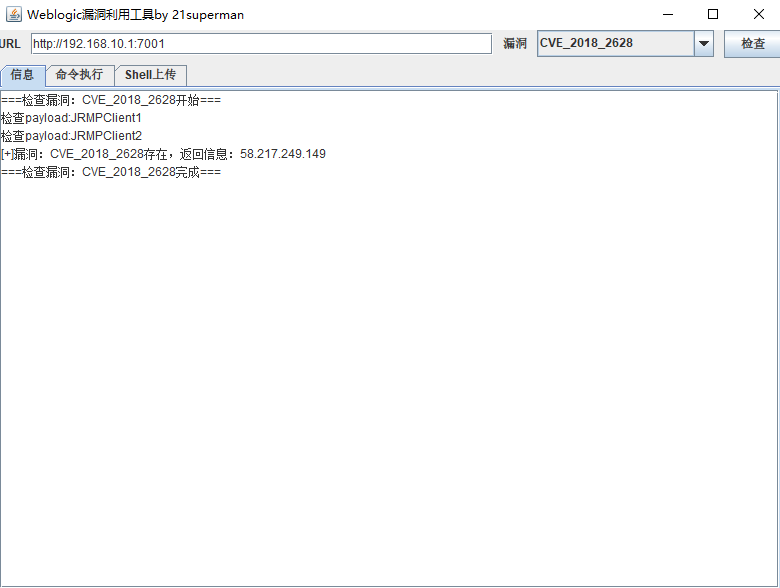 Weblogic漏洞利用工具by 21superman
URL http://192.168.10.1:7001 漏洞 CVE_2018_2628 检查
信息 命令执行 Shell上传
===检查漏洞：CVE_2018_2628开始===
检查payload:JRMPClient1
检查payload:JRMPClient2
[+]漏洞：CVE_2018_2628存在，返回信息：58.217.249.149
===检查漏洞：CVE_2018_2628完成===